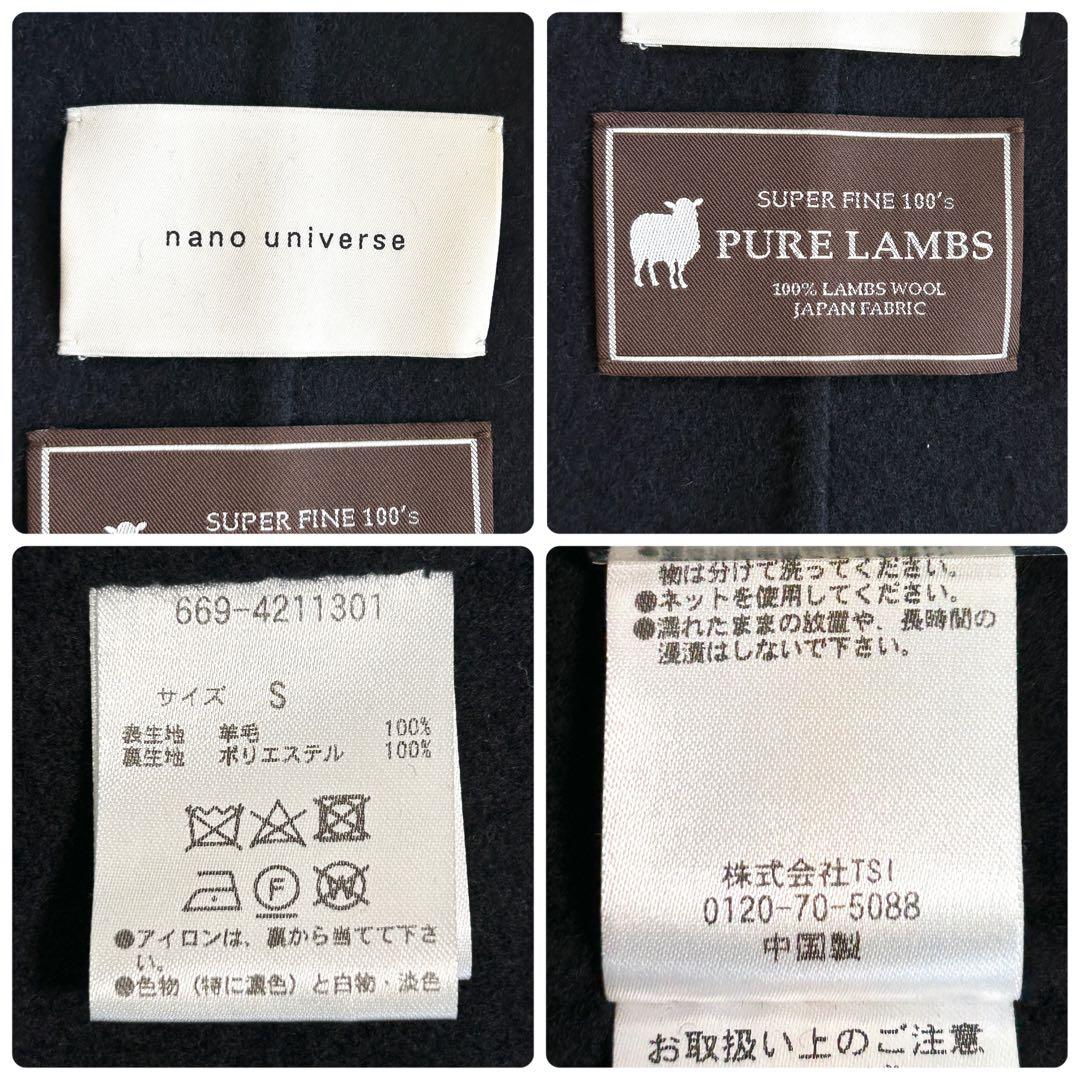 nano universe
SUPER FINE 100's
SUPER FINE 100's
PURE LAMBS
100% LAMBS WOOL
JAPAN FABRIC
669-4211301
サイズ S
表生地 羊毛 100%
裏生地 ポリエステル 100%
F
W
●アイロンは、裏から当てて下さ
い。
●色物（特に濃色）と白物・淡色
物は分けて洗ってください。
●ネットを使用してください。
●濡れたままの放置や、長時間の
浸漬はしないで下さい。
株式会社TSI
0120-70-5088
中国製
お取扱い上のご注意